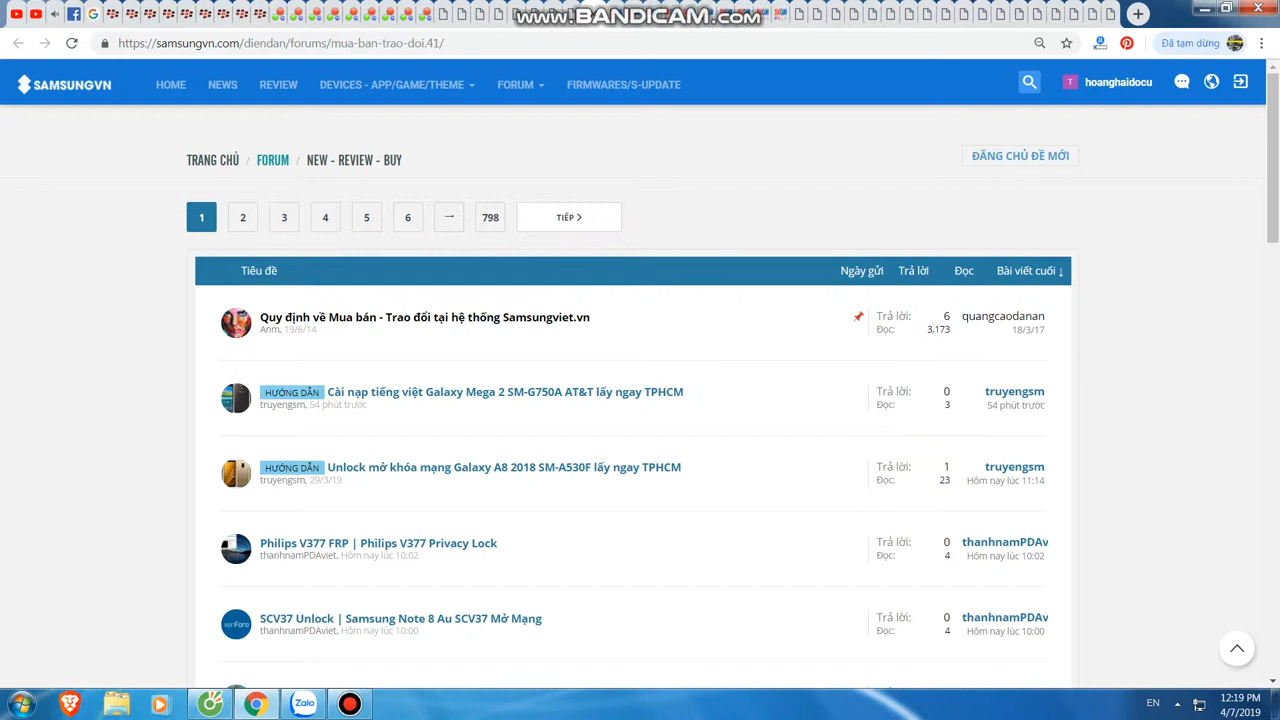 www.BANDICAM.com
https://samsungvn.com/diendan/forums/mua-ban-trao-doi.41/
Đã tạm dừng
SAMSUNGVN
HOME
NEWS
REVIEW
DEVICES - APP/GAME/THEME
FORUM
FIRMWARES/S-UPDATE
T
hoanghaidocu
TRANG CHỦ / FORUM / NEW - REVIEW - BUY
ĐĂNG CHỦ ĐỀ MỚI
1 2 3 4 5 6 → 798 TIẾP >
Tiêu đề Ngày gửi Trả lời Đọc Bài viết cuối ↓
Quy định về Mua bán - Trao đổi tại hệ thống Samsungviet.vn Trả lời: 6 quangcaodanan
Anm, 19/6/14 Đọc: 3,173 18/3/17
HƯỚNG DẪN Cài nạp tiếng việt Galaxy Mega 2 SM-G750A AT&T lấy ngay TPHCM Trả lời: 0 truyengsm
truyengsm, 54 phút trước Đọc: 3 54 phút trước
HƯỚNG DẪN Unlock mở khóa mạng Galaxy A8 2018 SM-A530F lấy ngay TPHCM Trả lời: 1 truyengsm
truyengsm, 29/3/19 Đọc: 23 Hôm nay lúc 11:14
Philips V377 FRP | Philips V377 Privacy Lock Trả lời: 0 thanhnamPDAv
thanhnamPDAviet, Hôm nay lúc 10:02 Đọc: 4 Hôm nay lúc 10:02
SCV37 Unlock | Samsung Note 8 Au SCV37 Mở Mạng Trả lời: 0 thanhnamPDAv
thanhnamPDAviet, Hôm nay lúc 10:00 Đọc: 4 Hôm nay lúc 10:00
xenForo
Zalo
EN
12:19 PM
4/7/2019